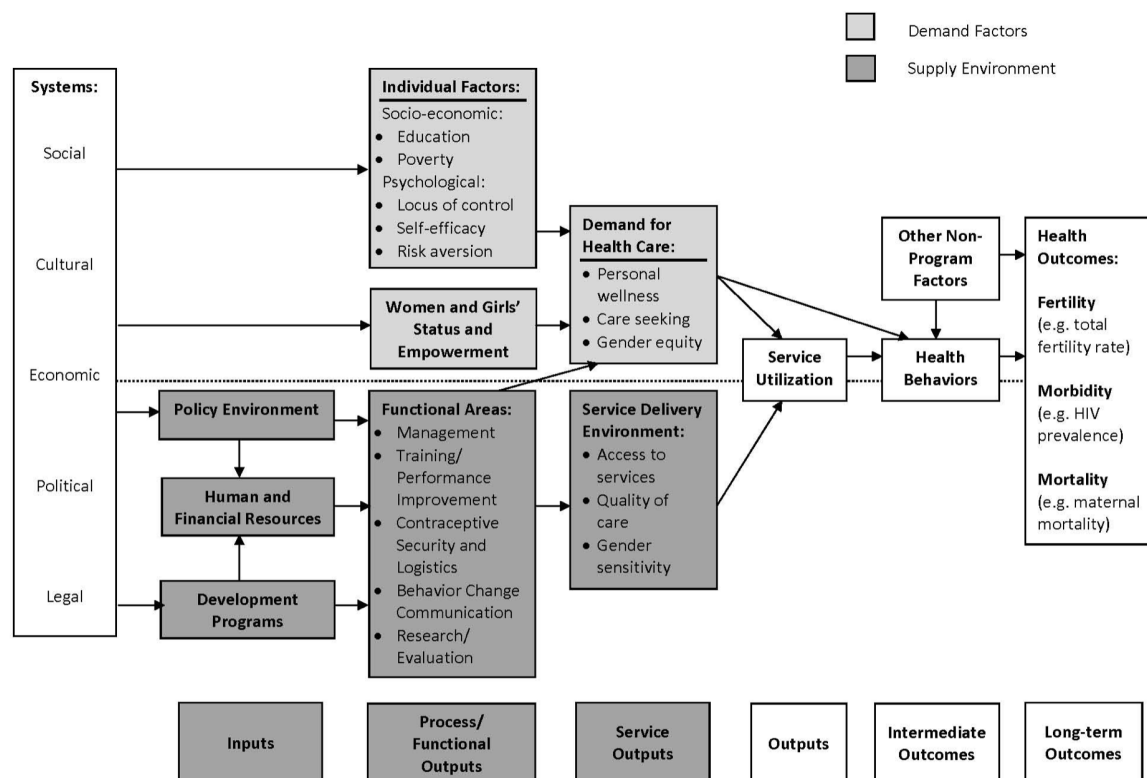 Demand Factors
Supply Environment
Systems:
Social
Cultural
Economic
Political
Legal
Individual Factors:
Socio-economic:
• Education
• Poverty
Psychological:
• Locus of control
• Self-efficacy
• Risk aversion
Women and Girls'
Status and
Empowerment
Demand for
Health Care:
• Personal
wellness
• Care seeking
• Gender equity
Policy Environment
Human and
Financial Resources
Development
Programs
Functional Areas:
• Management
• Training/
Performance
Improvement
• Contraceptive
Security and
Logistics
• Behavior Change
Communication
• Research/
Evaluation
Service Delivery
Environment:
• Access to
services
• Quality of
care
• Gender
sensitivity
Service
Utilization
Other Non-
Program
Factors
Health
Behaviors
Health
Outcomes:
Fertility
(e.g. total
fertility rate)
Morbidity
(e.g. HIV
prevalence)
Mortality
(e.g. maternal
mortality)
Inputs
Process/
Functional
Outputs
Service
Outputs
Outputs
Intermediate
Outcomes
Long-term
Outcomes